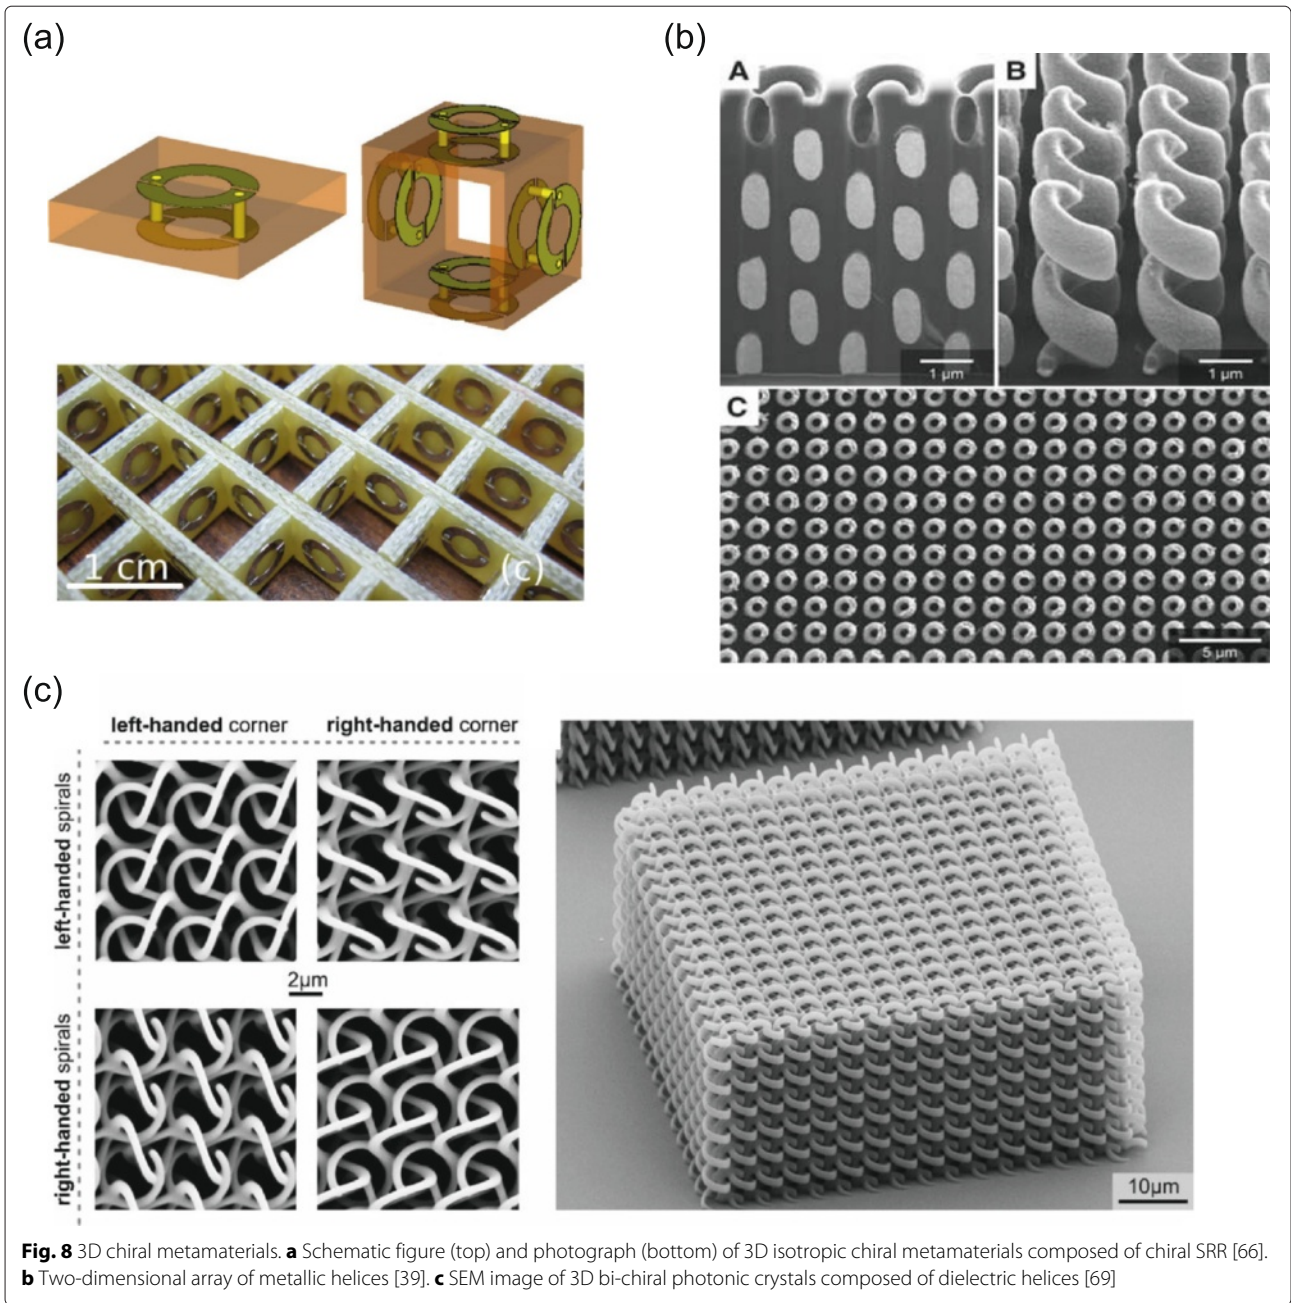 (a)
1 cm
(c)
(b)
A
1 µm
B
1 µm
C
5 µm
(c)
left-handed corner
right-handed corner
left-handed spirals
2µm
right-handed spirals
10µm
Fig. 8 3D chiral metamaterials. a Schematic figure (top) and photograph (bottom) of 3D isotropic chiral metamaterials composed of chiral SRR [66].
b Two-dimensional array of metallic helices [39]. c SEM image of 3D bi-chiral photonic crystals composed of dielectric helices [69]